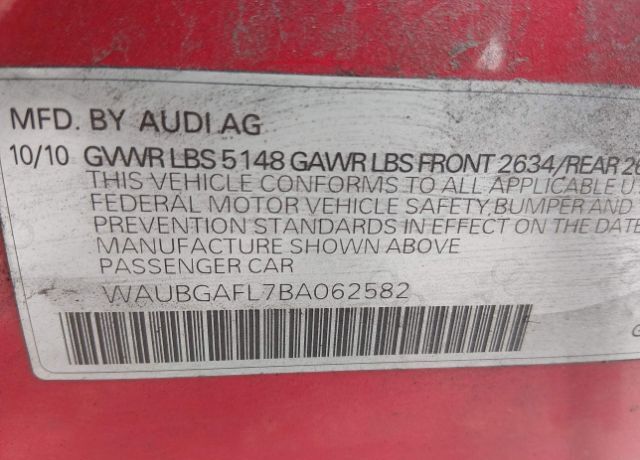 MFD. BY AUDI AG
10/10 GVWR LBS 5148 GAWR LBS FRONT 2634/REAR 26
THIS VEHICLE CONFORMS TO ALL APPLICABLE U
FEDERAL MOTOR VEHICLE SAFETY, BUMPER AND
PREVENTION STANDARDS IN EFFECT ON THE DATE
MANUFACTURE SHOWN ABOVE
PASSENGER CAR
WAUBGAFL7BA062582